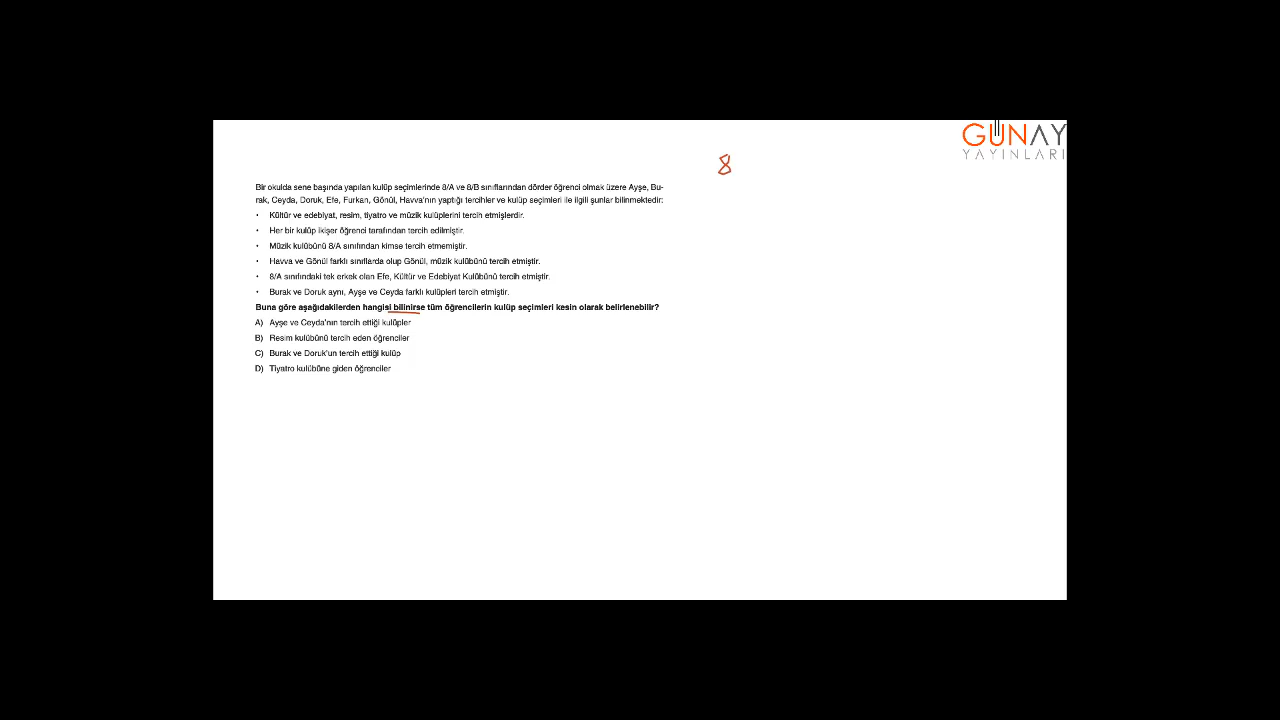 GÜNAY
YAYINLARI
8
Bir okulda sene başında yapılan kulüp seçimlerinde 8/A ve 8/B sınıflarından dörder öğrenci olmak üzere Ayşe, Bu-
rak, Ceyda, Doruk, Efe, Furkan, Gönül, Havva'nın yaptığı tercihler ve kulüp seçimleri ile ilgili şunlar bilinmektedir:
• Kültür ve edebiyat, resim, tiyatro ve müzik kulüplerini tercih etmişlerdir.
• Her bir kulüp ikişer öğrenci tarafından tercih edilmiştir.
• Müzik kulübünü 8/A sınıfından kimse tercih etmemiştir.
• Havva ve Gönül farklı sınıflarda olup Gönül, müzik kulübünü tercih etmiştir.
• 8/A sınıfındaki tek erkek olan Efe, Kültür ve Edebiyat Kulübünü tercih etmiştir.
• Burak ve Doruk aynı, Ayşe ve Ceyda farklı kulüpleri tercih etmiştir.
Buna göre aşağıdakilerden hangisi bilinirse tüm öğrencilerin kulüp seçimleri kesin olarak belirlenebilir?
A) Ayşe ve Ceyda'nın tercih ettiği kulüpler
B) Resim kulübünü tercih eden öğrenciler
C) Burak ve Doruk'un tercih ettiği kulüp
D) Tiyatro kulübüne giden öğrenciler